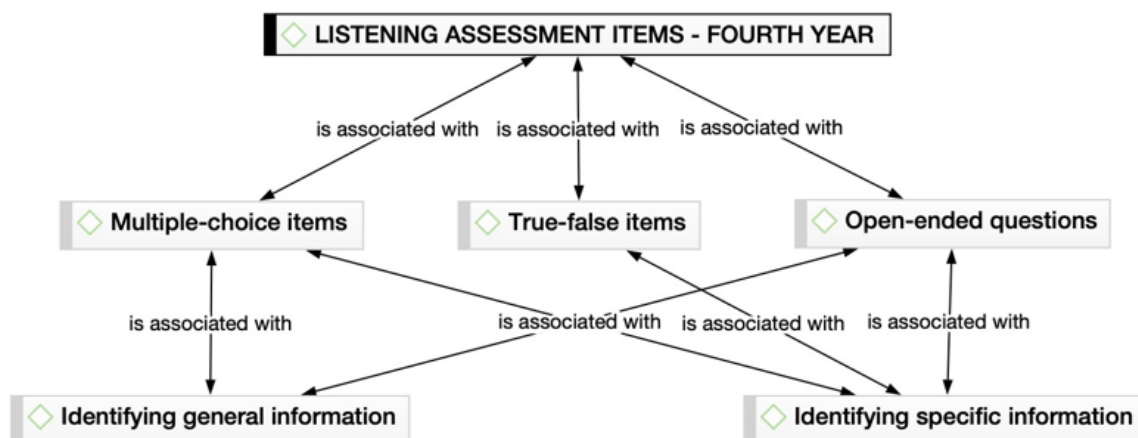 LISTENING ASSESSMENT ITEMS - FOURTH YEAR
is associated with
is associated with
is associated with
Multiple-choice items
True-false items
Open-ended questions
is associated with
is associated with
is associated with
is associated with
Identifying general information
Identifying specific information